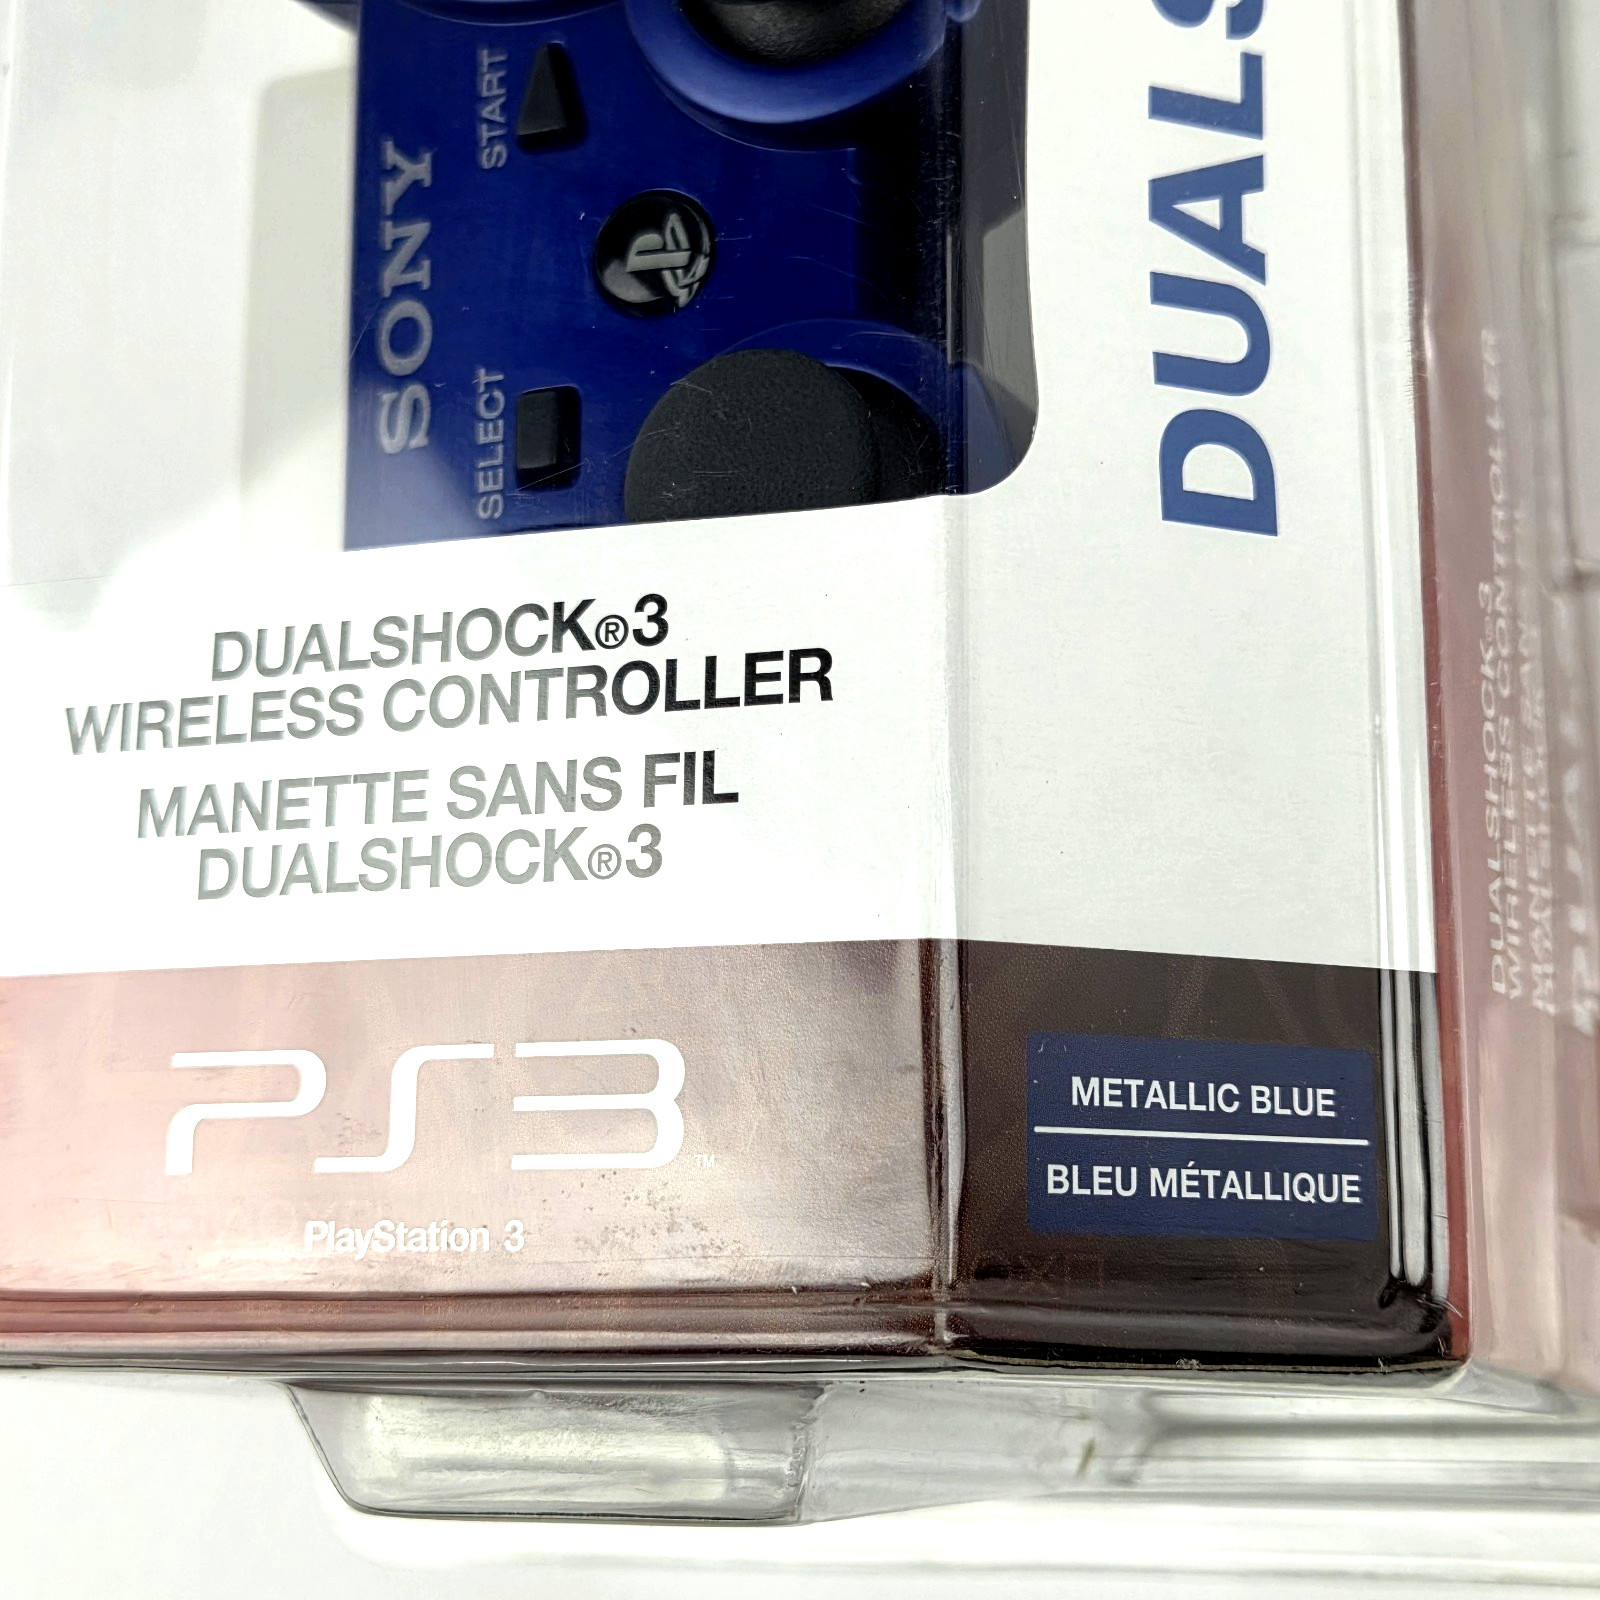 SONY
START
SELECT
DUALS
DUALSHOCK®3
WIRELESS CONTROLLER
MANETTE SANS FIL
DUALSHOCK®3
PS3™
PlayStation 3
METALLIC BLUE
BLEU MÉTALLIQUE
DUALSHOCK®3
WIRELESS CONTROLLER